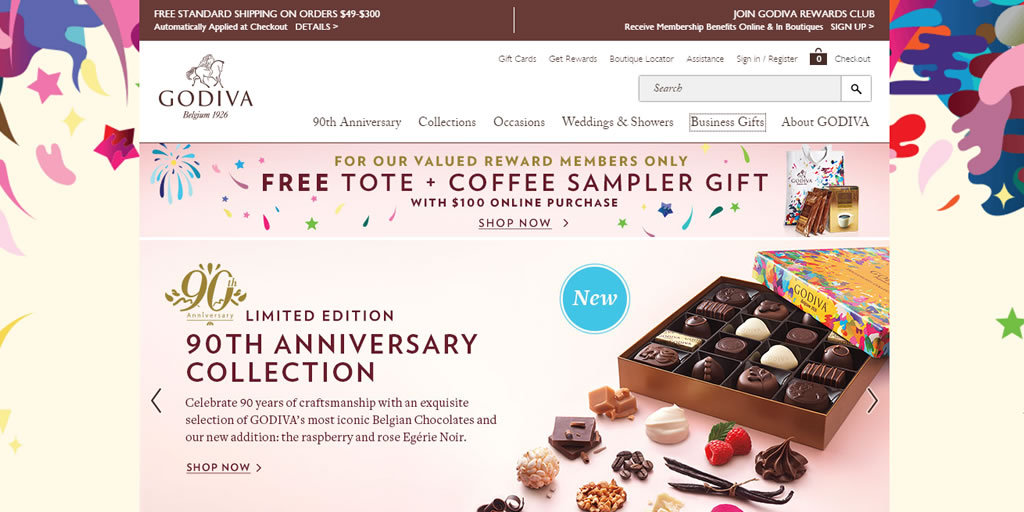 FREE STANDARD SHIPPING ON ORDERS $49-$300
Automatically Applied at Checkout DETAILS >
JOIN GODIVA REWARDS CLUB
Receive Membership Benefits Online & In Boutiques SIGN UP >
GODIVA
Belgium 1926
Gift Cards Get Rewards Boutique Locator Assistance Sign in / Register 0 Checkout
Search
90th Anniversary Collections Occasions Weddings & Showers Business Gifts About GODIVA
FOR OUR VALUED REWARD MEMBERS ONLY
FREE TOTE + COFFEE SAMPLER GIFT
WITH $100 ONLINE PURCHASE
SHOP NOW >
GODIVA
90th
Anniversary
LIMITED EDITION
90TH ANNIVERSARY
COLLECTION
Celebrate 90 years of craftsmanship with an exquisite
selection of GODIVA's most iconic Belgian Chocolates and
our new addition: the raspberry and rose Egérie Noir.
SHOP NOW >
New
GODIVA